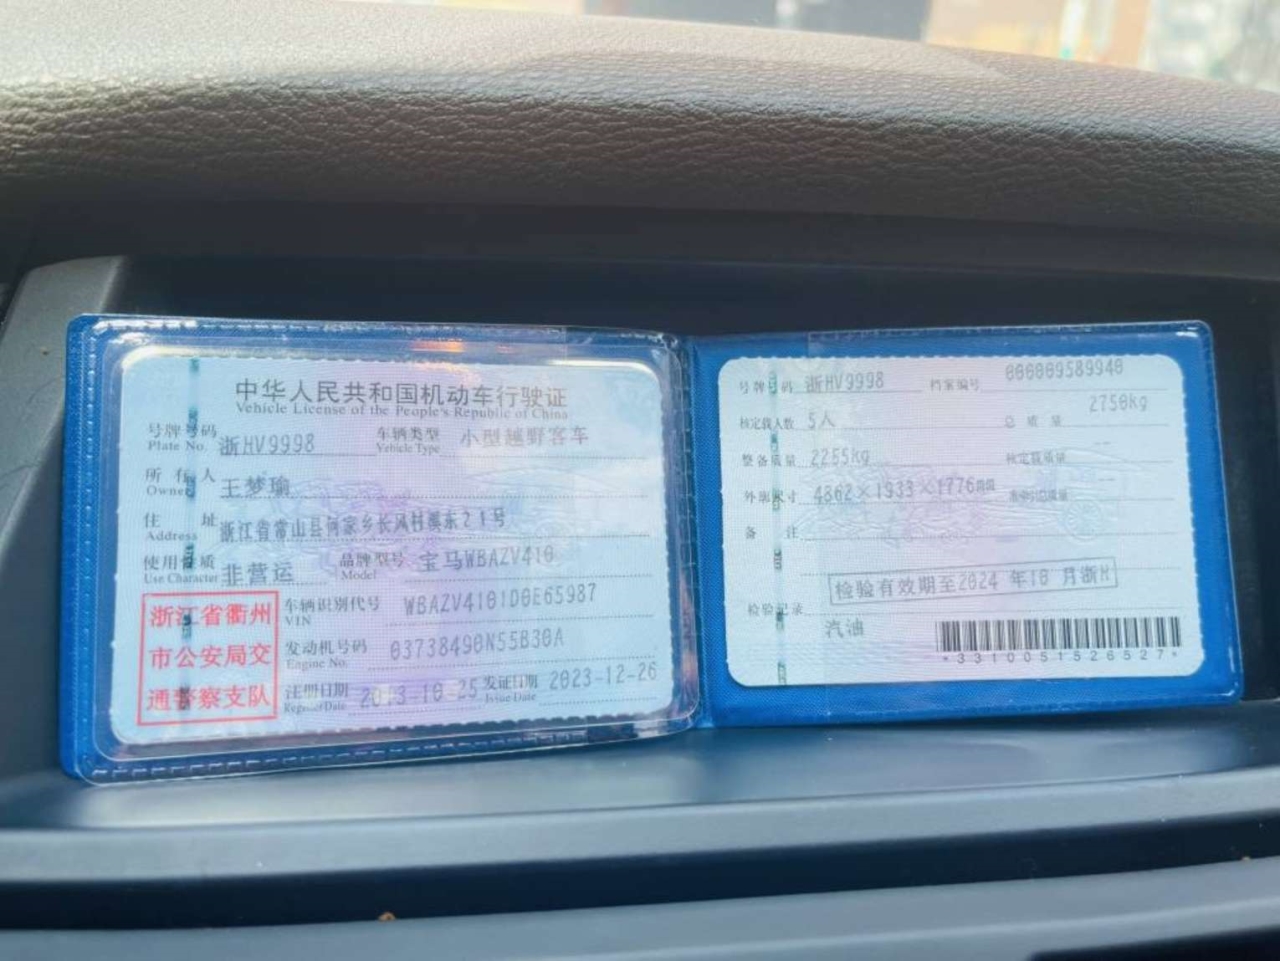 中华人民共和国机动车行驶证
Vehicle License of the People's Republic of China
号牌号码 浙HV9998 车辆类型 小型越野客车
Plate No. Vehicle Type
所有人 王梦瑜
Owner
住址 浙江省常山县何家乡长风村溪东21号
Address
使用性质 非营运 品牌型号 宝马WBAZV410
Use Character Model
浙江省衢州
市公安局交
通警察支队
车辆识别代号 WBAZV4101D0E65987
VIN
发动机号码 03738490N55B30A
Engine No.
注册日期 2013-10-25 发证日期 2023-12-26
Register Date Issue Date
号牌号码 浙HV9998 档案编号 000009589940
核定载人数 5人 总质量 2750kg
整备质量 2255kg 核定载质量 --
外廓尺寸 4862×1933×1776mm 准牵引总质量 --
备注
检验有效期至2024年10月浙H
检验记录
汽油
*3310051526527*